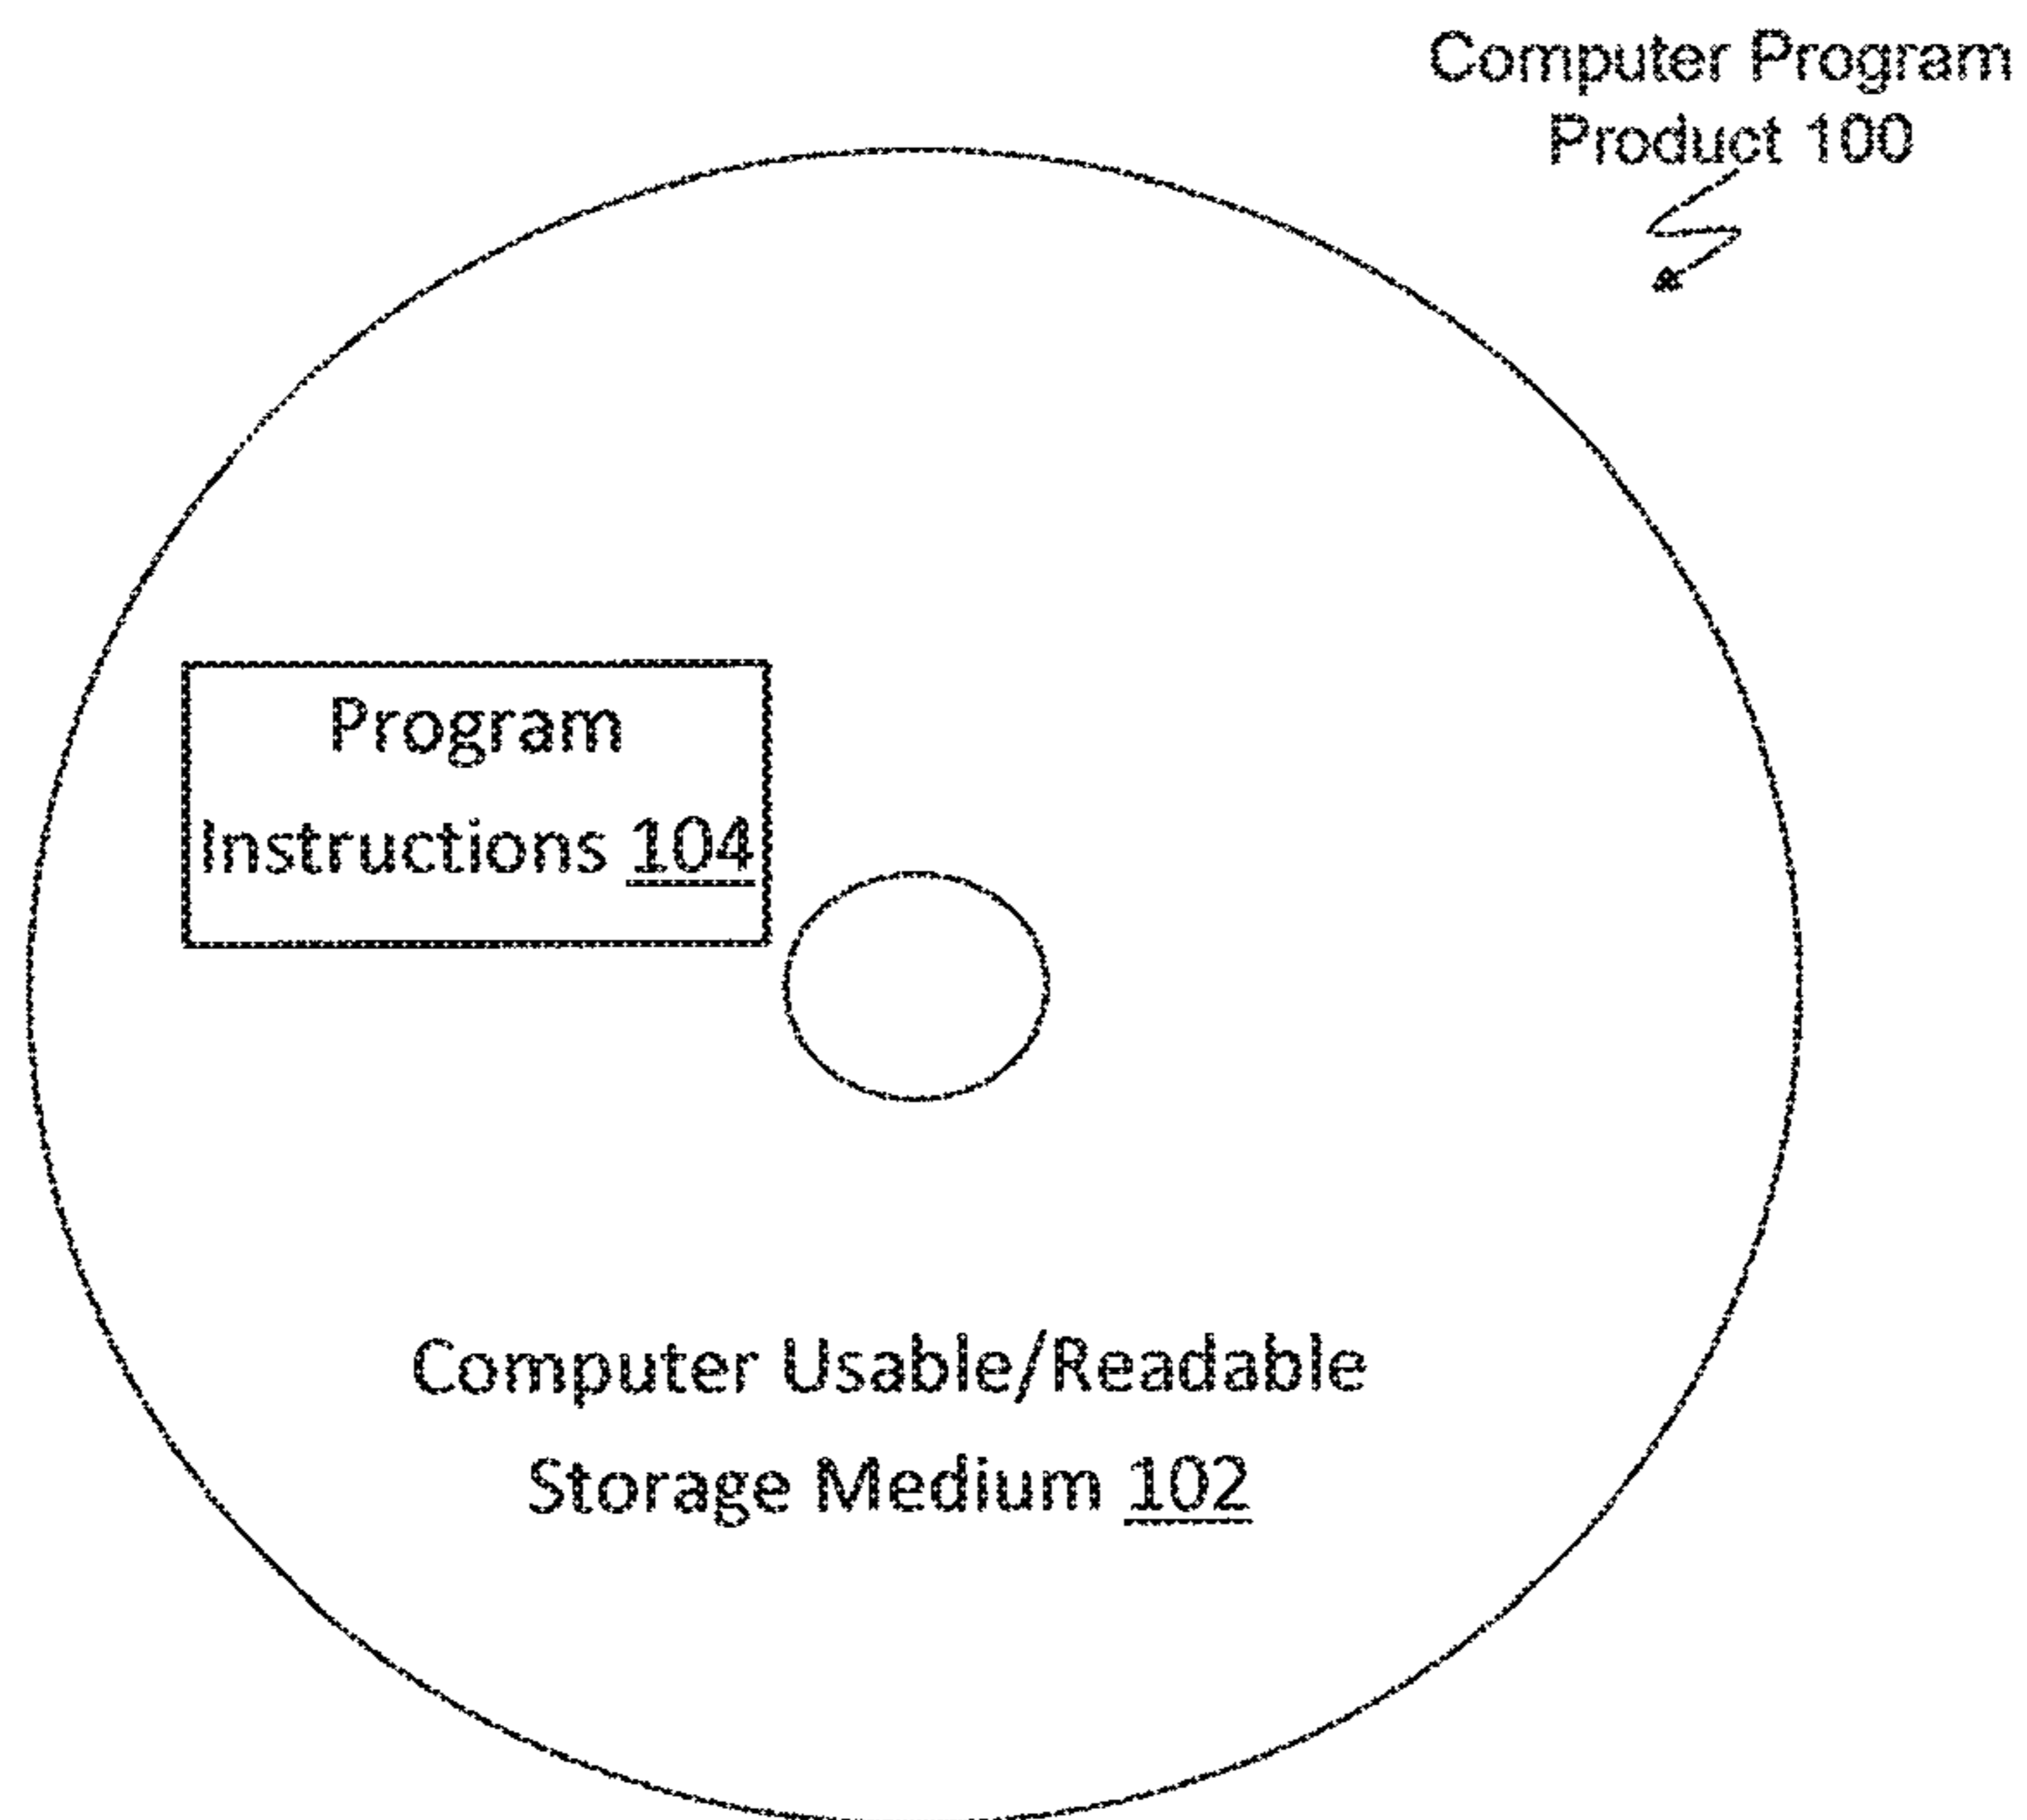 Computer Program
Product 100
Program
Instructions 104
Computer Usable/Readable
Storage Medium 102